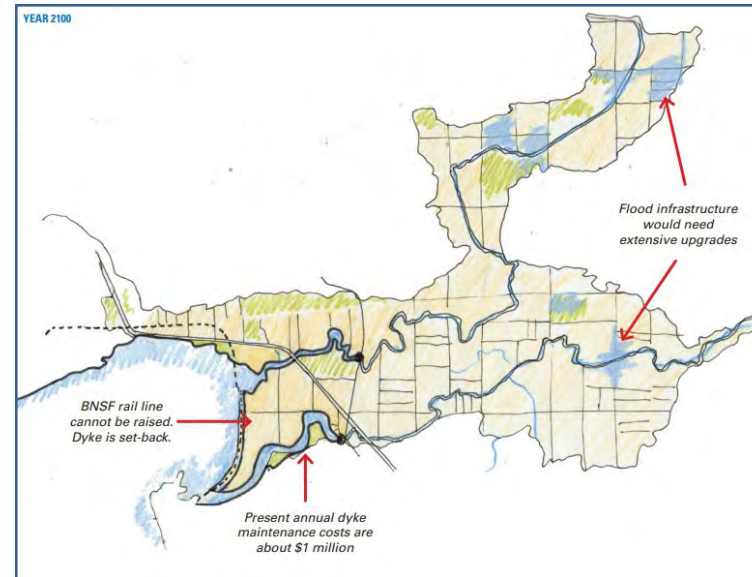 YEAR 2100
Flood infrastructure
would need
extensive upgrades
BNSF rail line
cannot be raised.
Dyke is set-back.
Present annual dyke
maintenance costs are
about $1 million